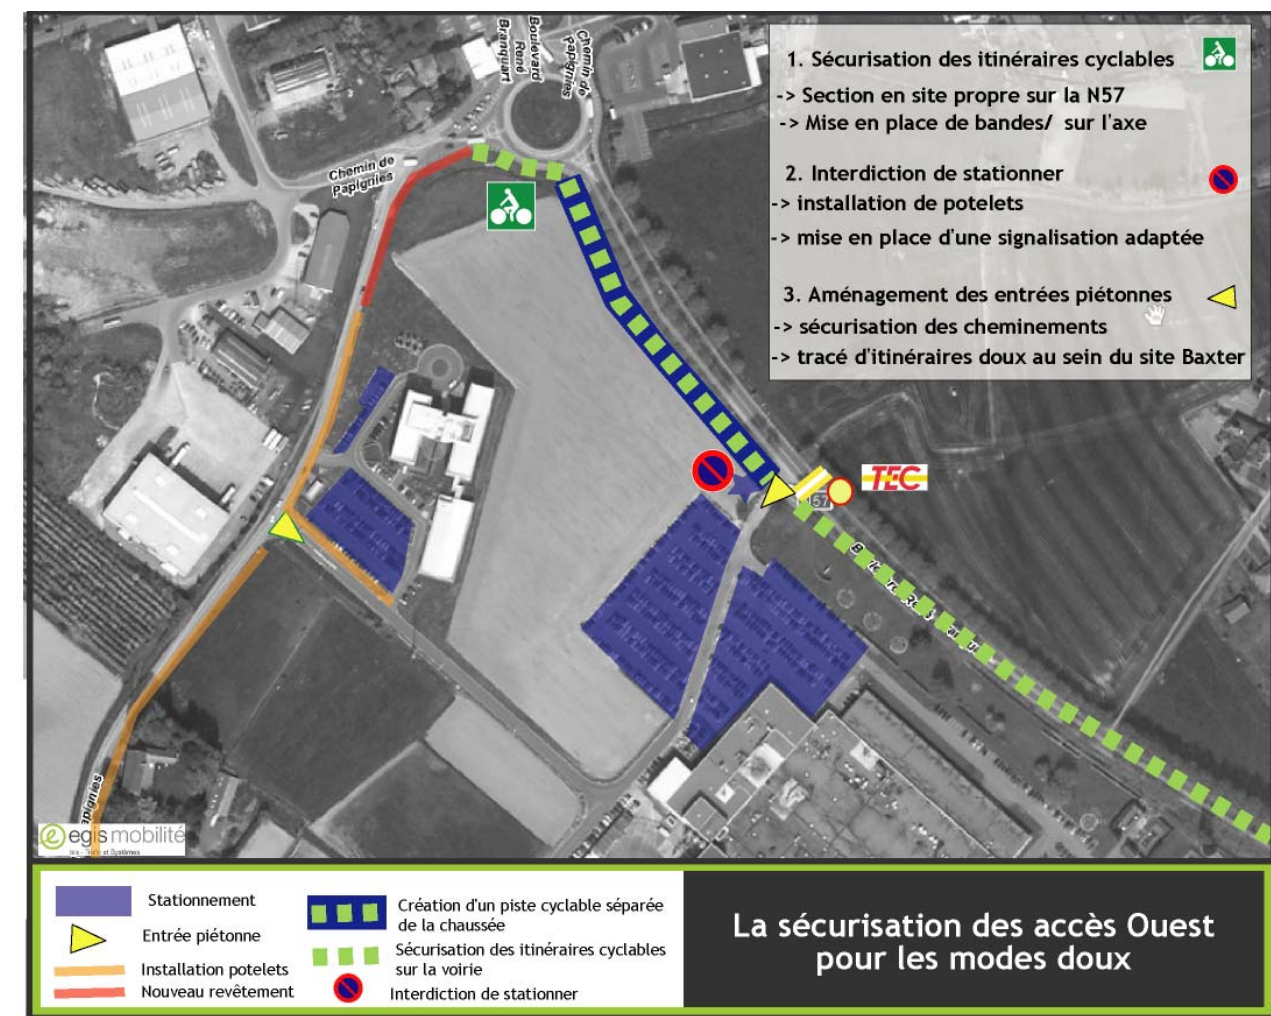 Boulevard
René
Branquart
Chemin de
Papignies
1. Sécurisation des itinéraires cyclables
-> Section en site propre sur la N57
-> Mise en place de bandes/ sur l'axe
2. Interdiction de stationner
-> installation de potelets
-> mise en place d'une signalisation adaptée
3. Aménagement des entrées piétonnes
-> sécurisation des cheminements
-> tracé d'itinéraires doux au sein du site Baxter
Chemin de
Papignies
TEC
egis mobilité
Stationnement
Entrée piétonne
Installation potelets
Nouveau revêtement
Création d'un piste cyclable séparée
de la chaussée
Sécurisation des itinéraires cyclables
sur la voirie
Interdiction de stationner
La sécurisation des accès Ouest
pour les modes doux